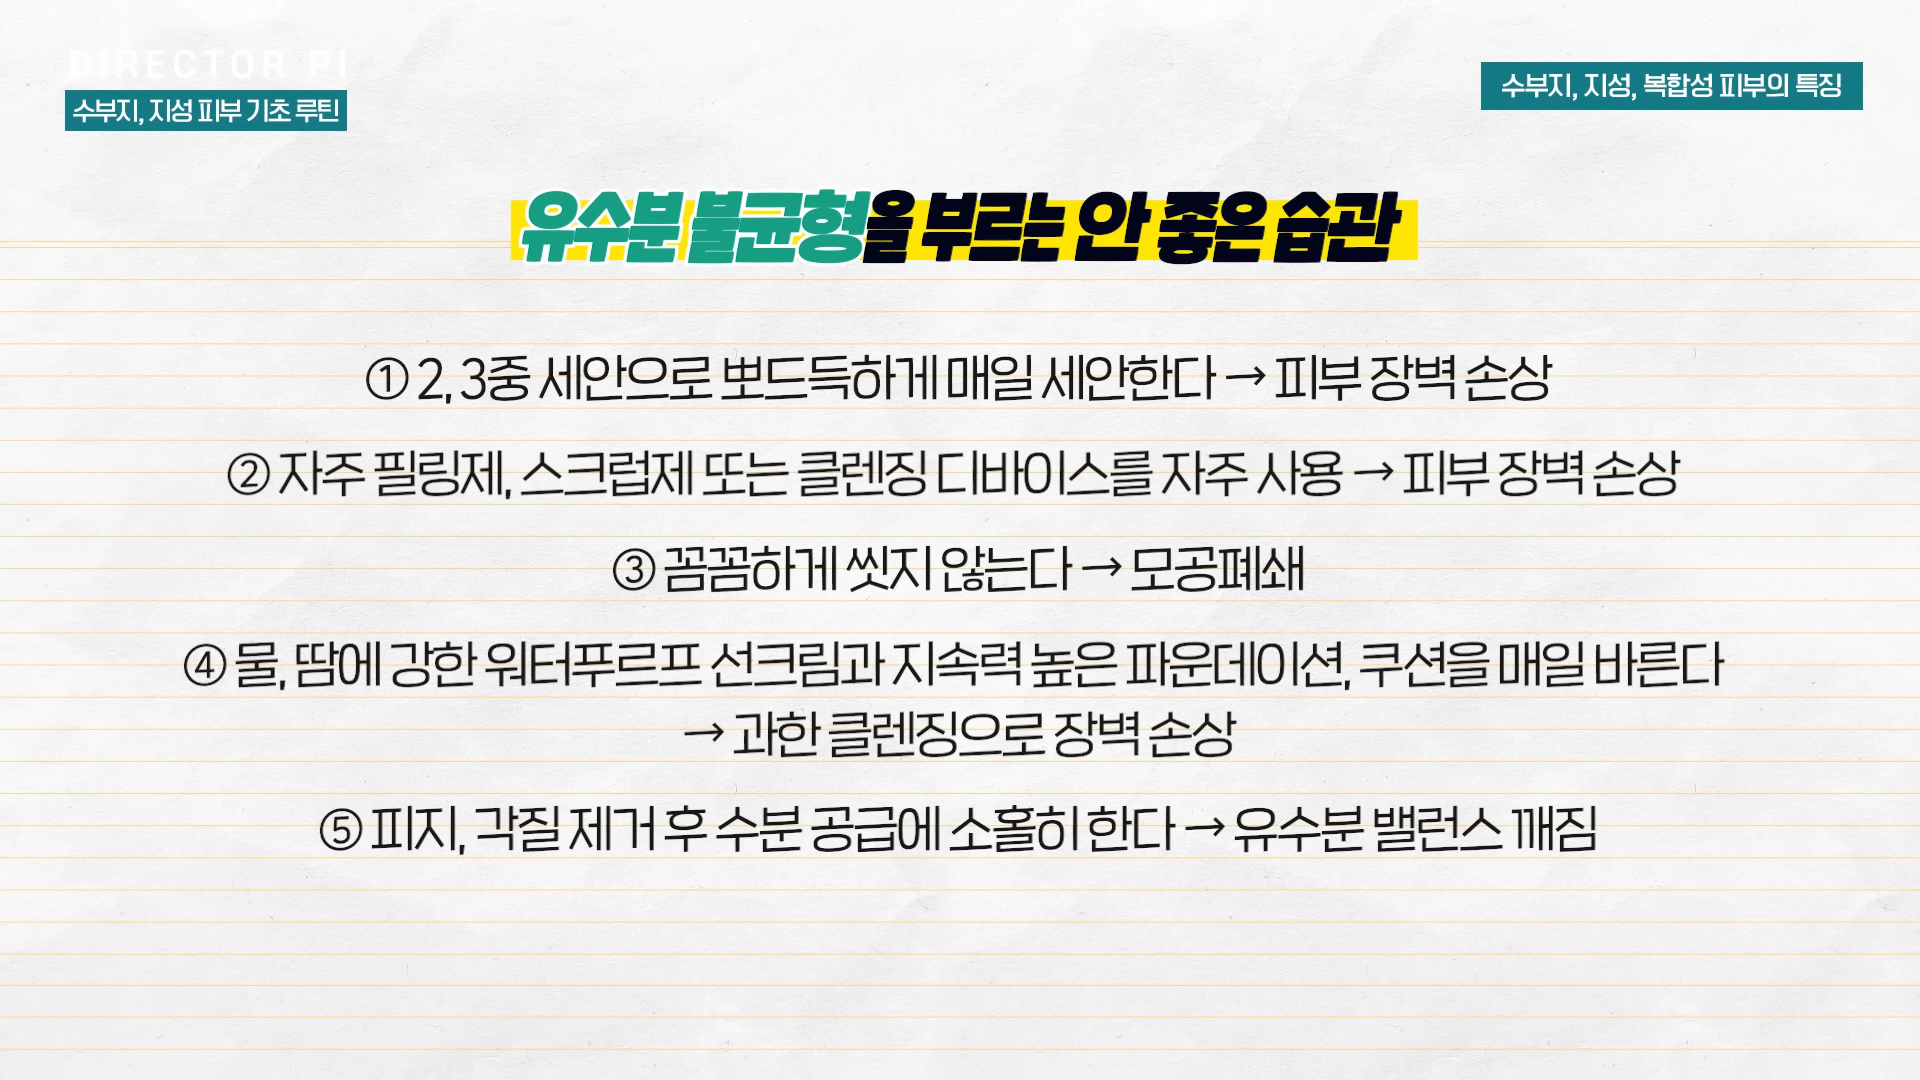 DIRECTOR PI
수부지, 지성 피부 기초 루틴
수부지, 지성, 복합성 피부의 특징
유수분 불균형을 부르는 안 좋은 습관
① 2, 3중 세안으로 뽀드득하게 매일 세안한다 → 피부 장벽 손상
② 자주 필링제, 스크럽제 또는 클렌징 디바이스를 자주 사용 → 피부 장벽 손상
③ 꼼꼼하게 씻지 않는다 → 모공폐쇄
④ 물, 땀에 강한 워터푸르프 선크림과 지속력 높은 파운데이션, 쿠션을 매일 바른다
→ 과한 클렌징으로 장벽 손상
⑤ 피지, 각질 제거 후 수분 공급에 소홀히 한다 → 유수분 밸런스 깨짐